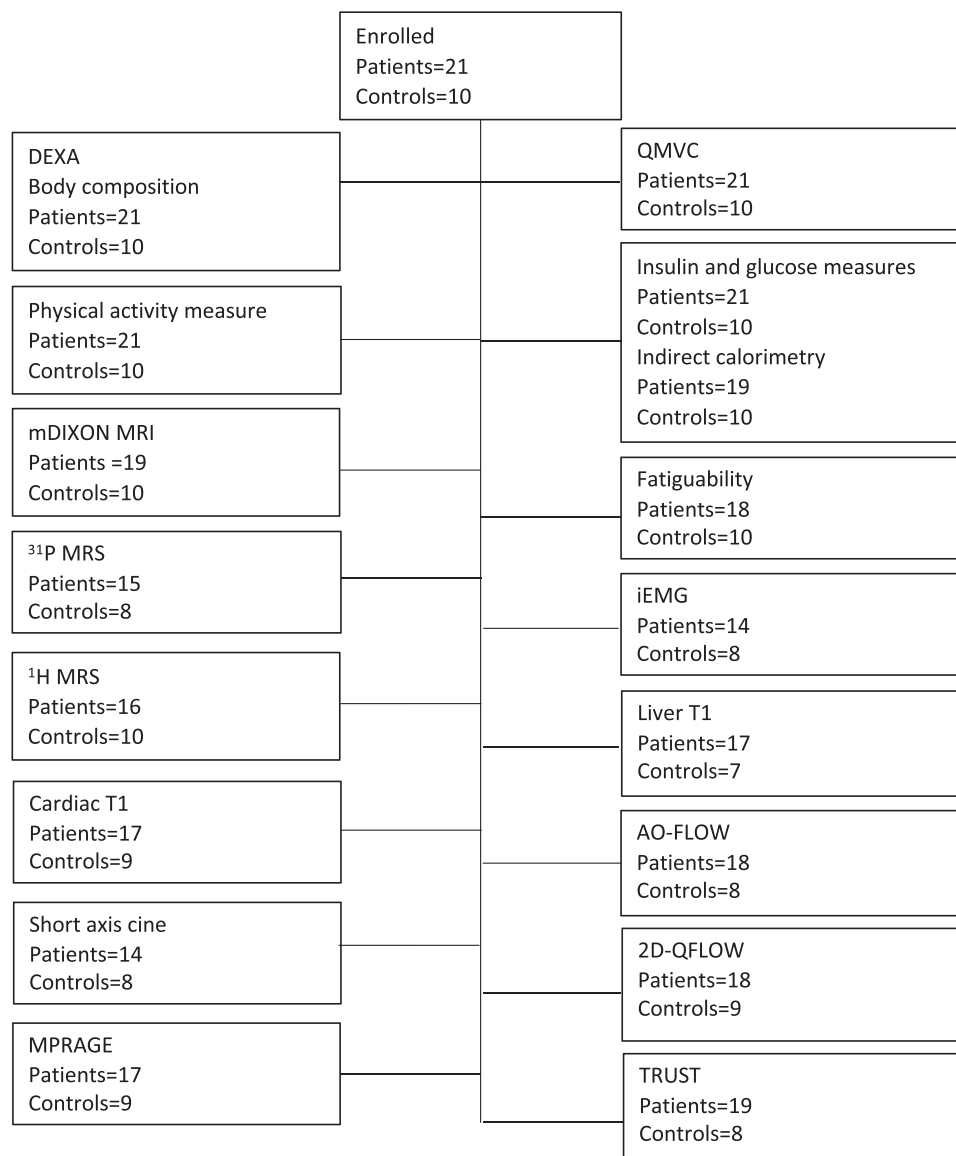 Enrolled
Patients=21
Controls=10
DEXA
Body composition
Patients=21
Controls=10
Physical activity measure
Patients=21
Controls=10
mDIXON MRI
Patients =19
Controls=10
³¹P MRS
Patients=15
Controls=8
¹H MRS
Patients=16
Controls=10
Cardiac T1
Patients=17
Controls=9
Short axis cine
Patients=14
Controls=8
MPRAGE
Patients=17
Controls=9
QMVC
Patients=21
Controls=10
Insulin and glucose measures
Patients=21
Controls=10
Indirect calorimetry
Patients=19
Controls=10
Fatiguability
Patients=18
Controls=10
iEMG
Patients=14
Controls=8
Liver T1
Patients=17
Controls=7
AO-FLOW
Patients=18
Controls=8
2D-QFLOW
Patients=18
Controls=9
TRUST
Patients=19
Controls=8